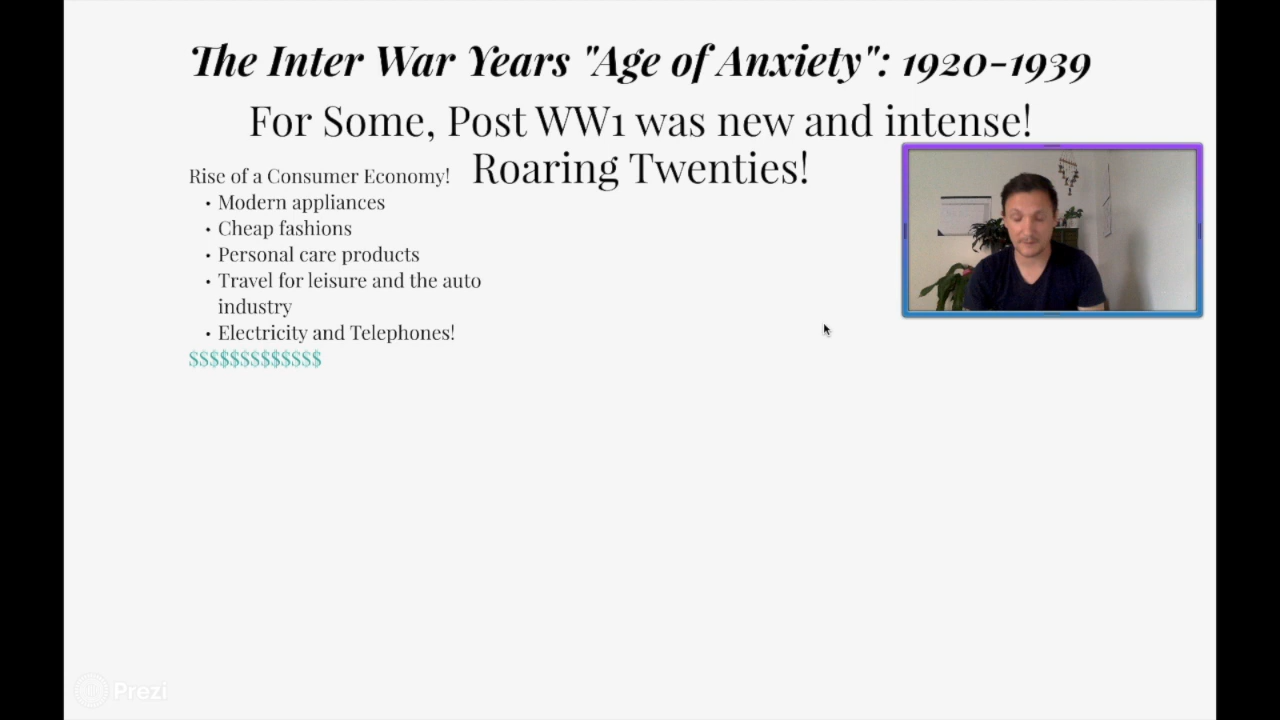 The Inter War Years "Age of Anxiety": 1920-1939
For Some, Post WW1 was new and intense!
Roaring Twenties!
Rise of a Consumer Economy!
• Modern appliances
• Cheap fashions
• Personal care products
• Travel for leisure and the auto
industry
• Electricity and Telephones!
$$$$$$$$$$$$$
Prezi